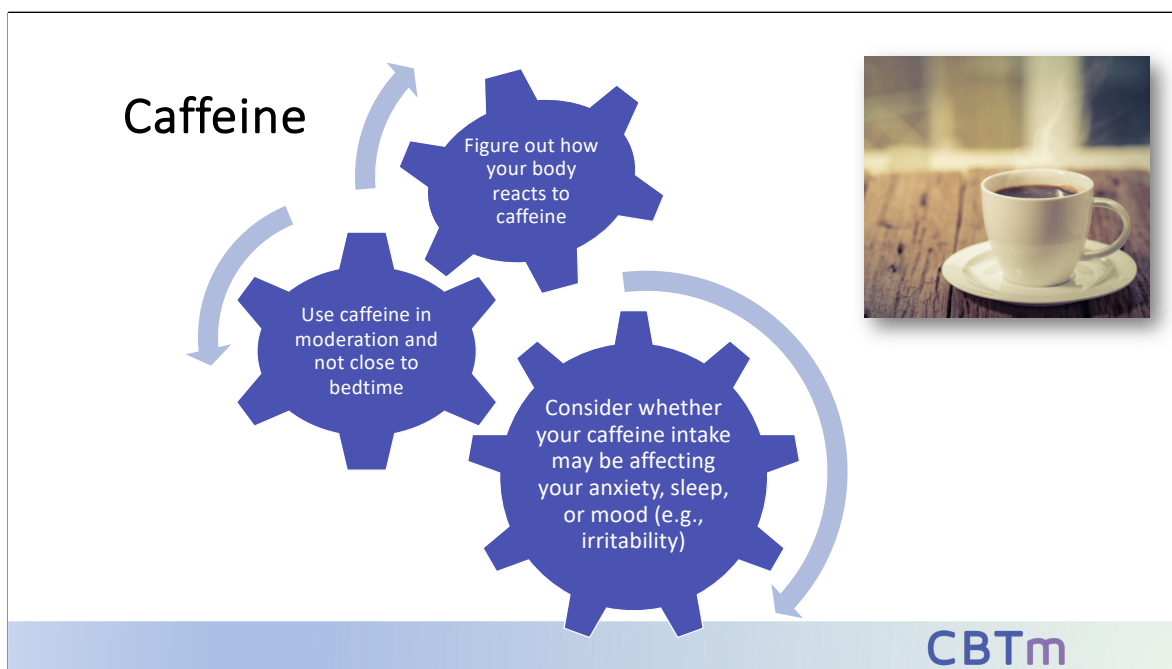 Caffeine
Figure out how
your body
reacts to
caffeine
Use caffeine in
moderation and
not close to
bedtime
Consider whether
your caffeine intake
may be affecting
your anxiety, sleep,
or mood (e.g.,
irritability)
CBTm